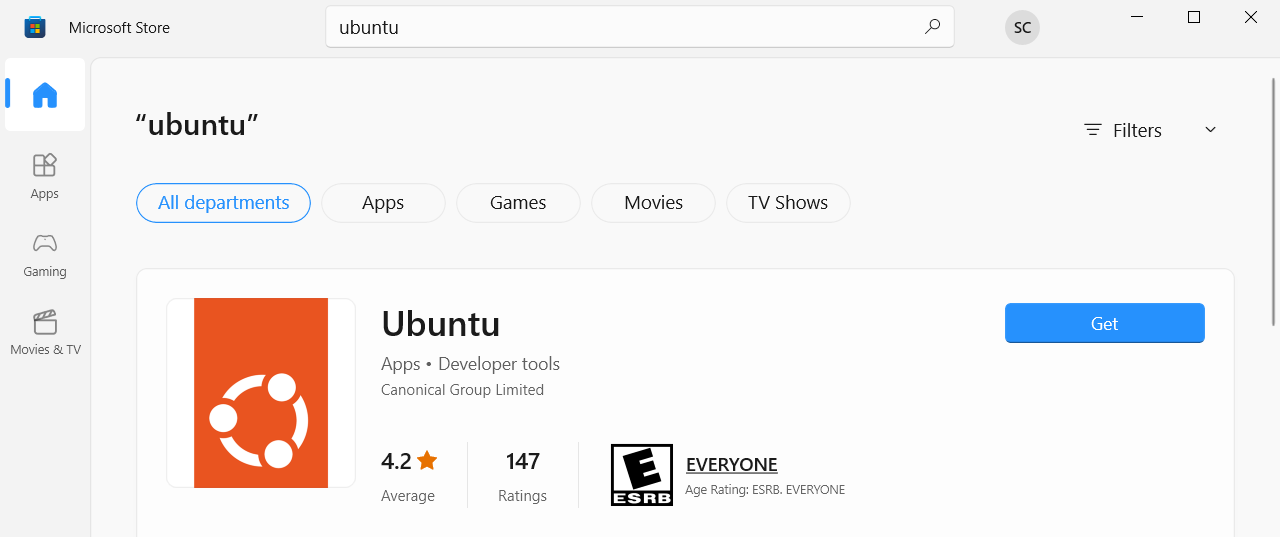 Microsoft Store
ubuntu
SC
“ubuntu”
Filters
All departments
Apps
Games
Movies
TV Shows
Apps
Gaming
Movies & TV
Ubuntu
Get
Apps • Developer tools
Canonical Group Limited
4.2
Average
147
Ratings
E
ESRB
EVERYONE
Age Rating: ESRB. EVERYONE